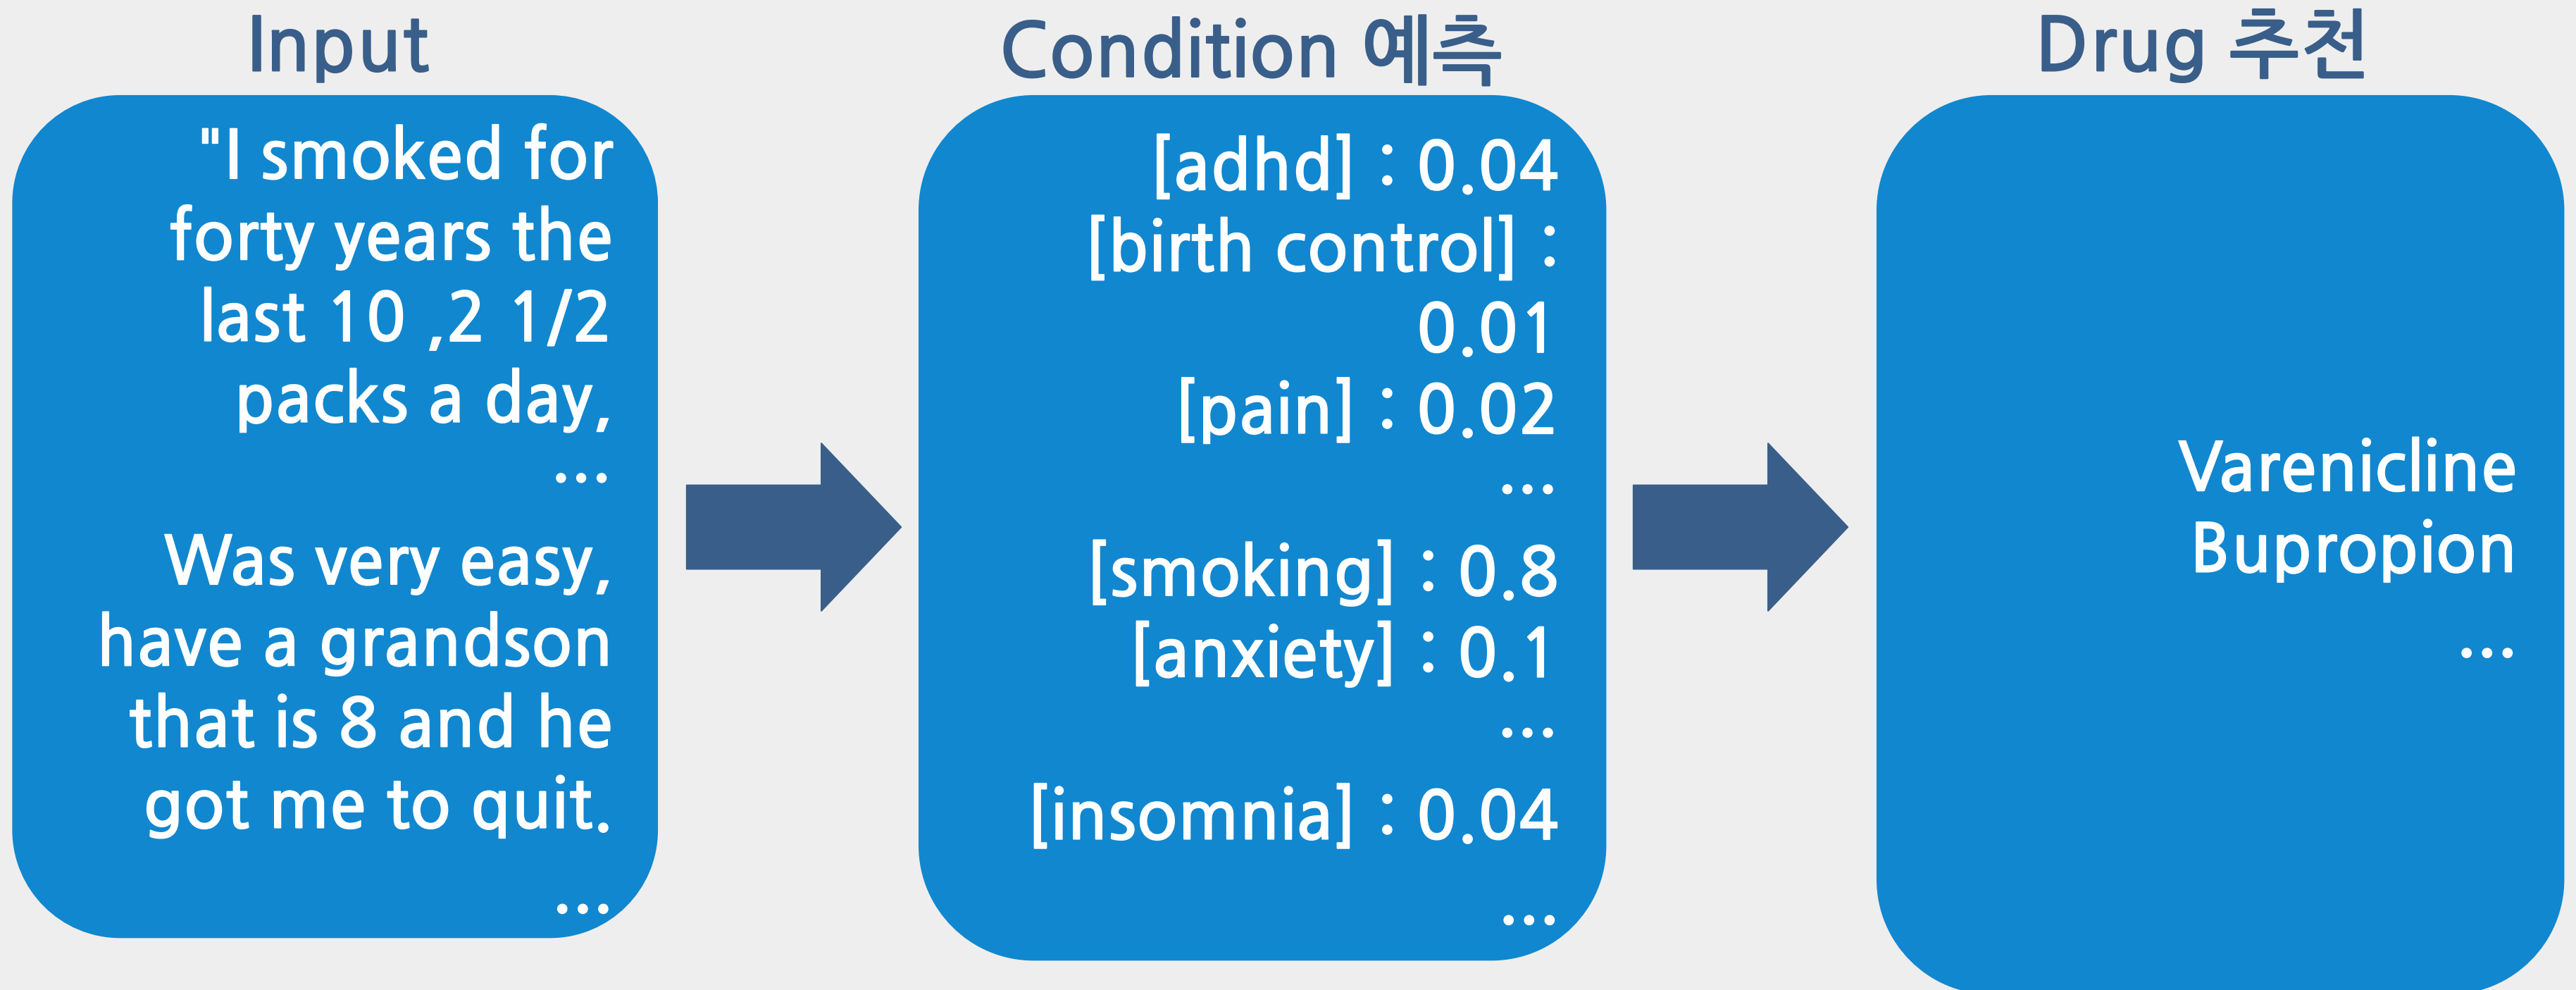 Input
"I smoked for
forty years the
last 10 ,2 1/2
packs a day,
...
Was very easy,
have a grandson
that is 8 and he
got me to quit.
...
Condition 예측
[adhd] : 0.04
[birth control] :
0.01
[pain] : 0.02
...
[smoking] : 0.8
[anxiety] : 0.1
...
[insomnia] : 0.04
...
Drug 추천
Varenicline
Bupropion
...